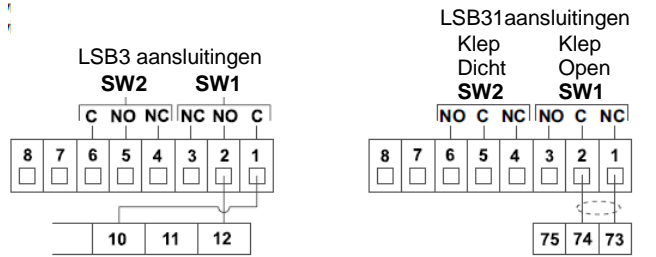 LSB3 aansluitingen
SW2 SW1
C NO NC NC NO C
8 7 6 5 4 3 2 1
10 11 12
LSB31aansluitingen
Klep Klep
Dicht Open
SW2 SW1
NO C NC NO C NC
8 7 6 5 4 3 2 1
75 74 73